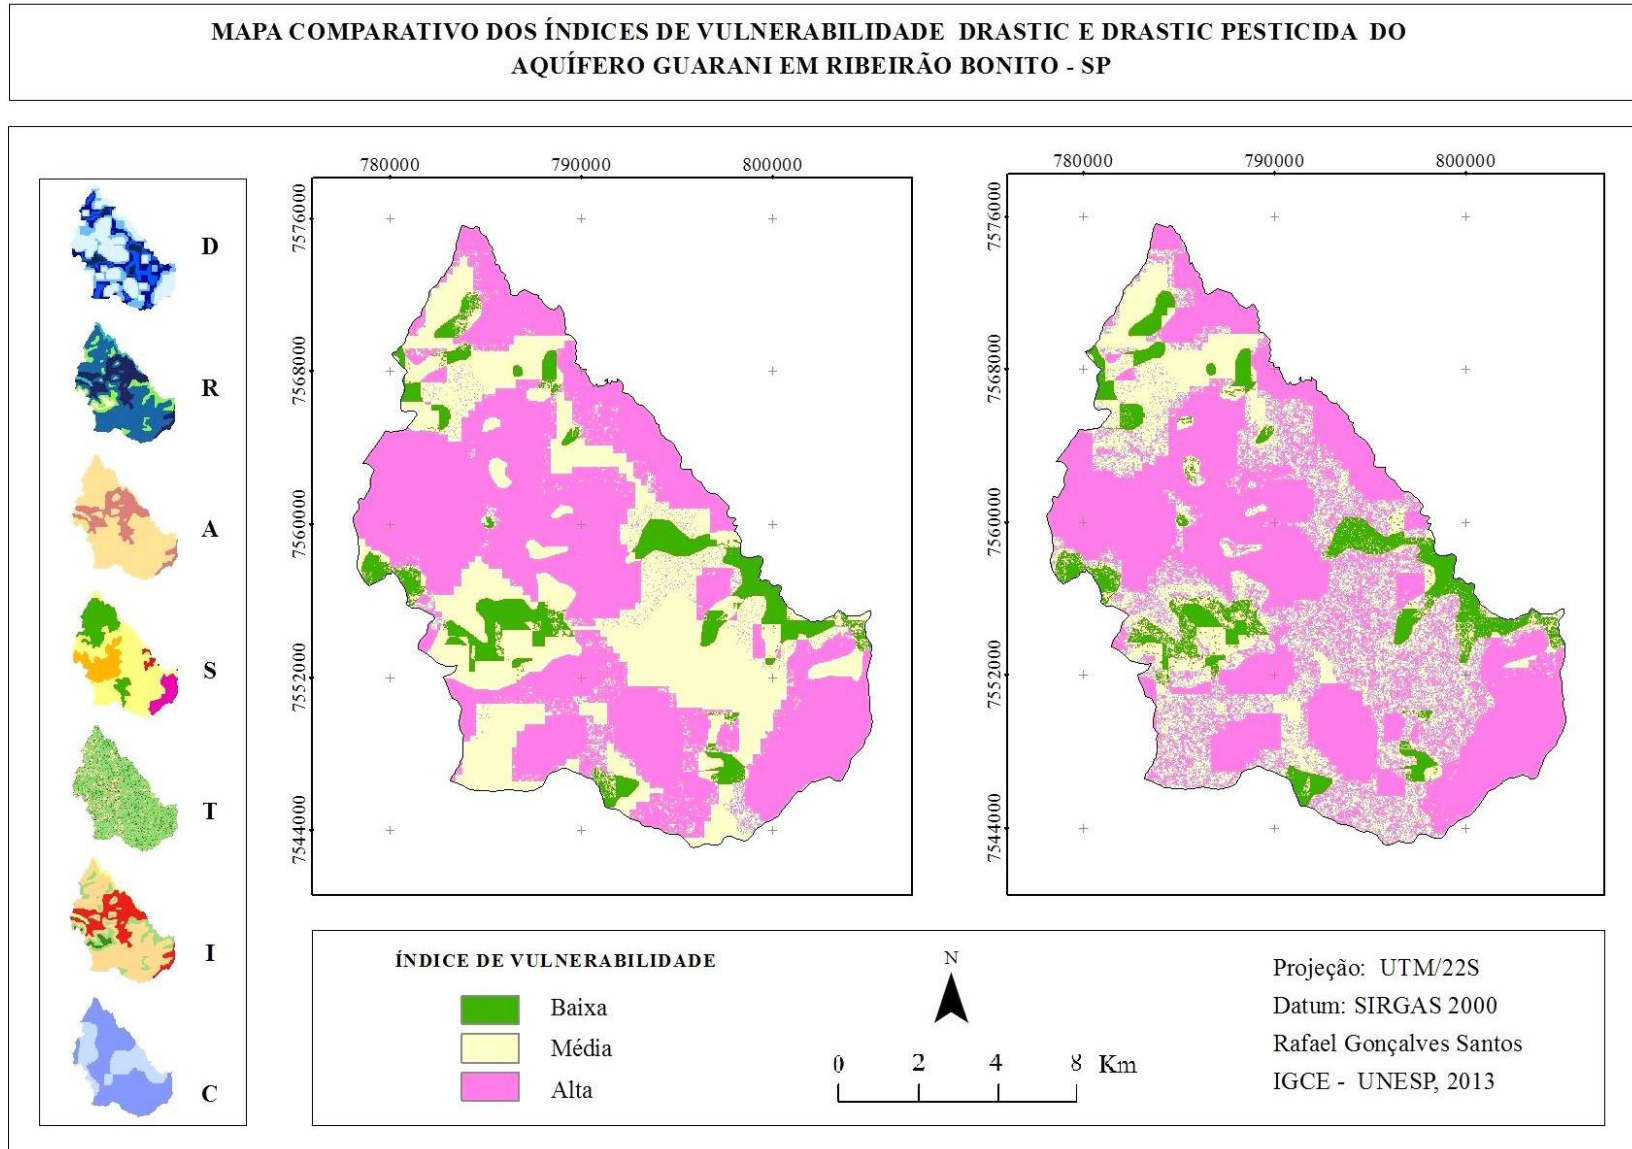 MAPA COMPARATIVO DOS ÍNDICES DE VULNERABILIDADE DRASTIC E DRASTIC PESTICIDA DO
AQUÍFERO GUARANI EM RIBEIRÃO BONITO - SP
D
R
A
S
T
I
C
780000 790000 800000
7576000
7568000
7560000
7552000
7544000
780000 790000 800000
7576000
7568000
7560000
7552000
7544000
ÍNDICE DE VULNERABILIDADE
Baixa
Média
Alta
N
0 2 4 8 Km
Projeção: UTM/22S
Datum: SIRGAS 2000
Rafael Gonçalves Santos
IGCE - UNESP, 2013